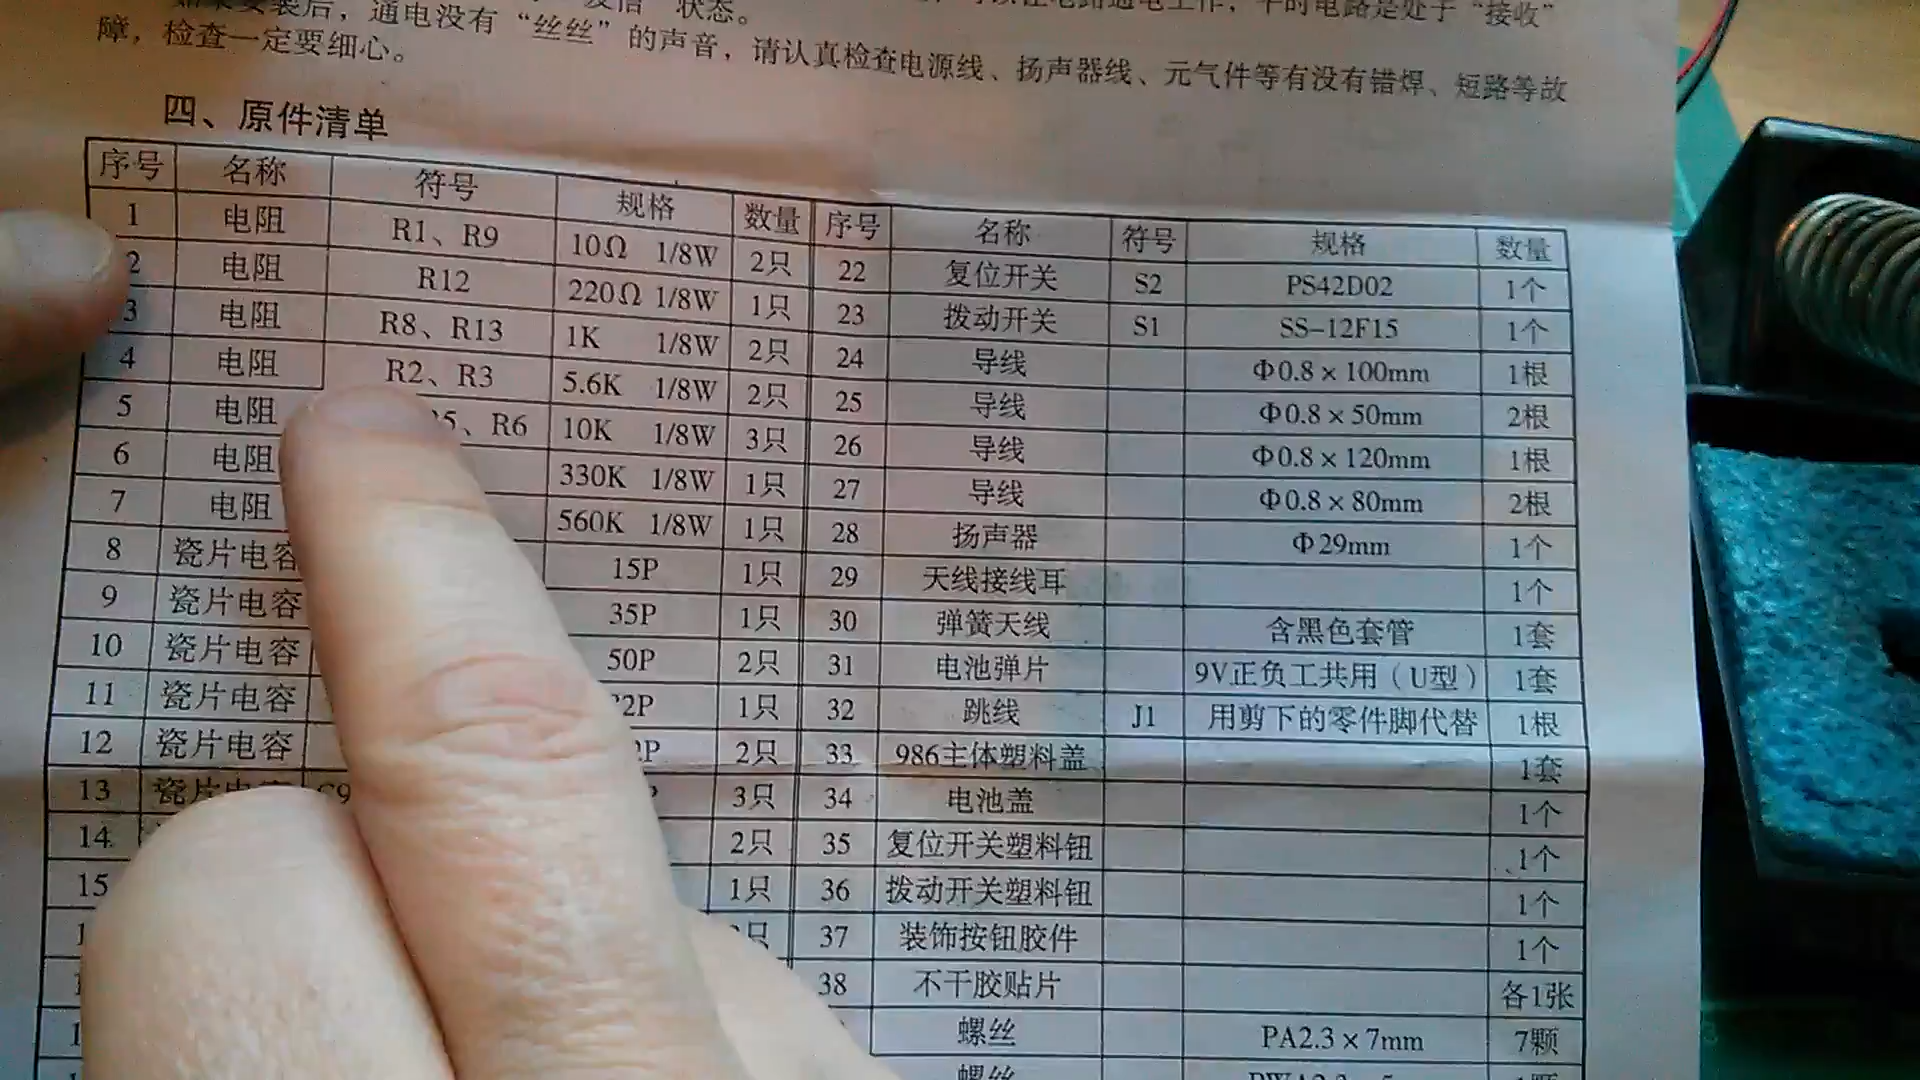 通电没有“丝丝”的声音，请认真检查电源线、扬声器线、元气件等有没有错焊、短路等故
障，检查一定要细心。
四、原件清单
序号 名称 符号 规格 数量 序号 名称 符号 规格 数量
1 电阻 R1、R9 10Ω 1/8W 2只 22 复位开关 S2 PS42D02 1个
2 电阻 R12 220Ω 1/8W 1只 23 拨动开关 S1 SS-12F15 1个
3 电阻 R8、R13 1K 1/8W 2只 24 导线 Φ0.8×100mm 1根
4 电阻 R2、R3 5.6K 1/8W 2只 25 导线 Φ0.8×50mm 2根
5 电阻 R6 10K 1/8W 3只 26 导线 Φ0.8×120mm 1根
6 电阻 330K 1/8W 1只 27 导线 Φ0.8×80mm 2根
7 电阻 560K 1/8W 1只 28 扬声器 Φ29mm 1个
8 瓷片电容 15P 1只 29 天线接线耳 1个
9 瓷片电容 35P 1只 30 弹簧天线 含黑色套管 1套
10 瓷片电容 50P 2只 31 电池弹片 9V正负工共用（U型） 1套
11 瓷片电容 1只 32 跳线 J1 用剪下的零件脚代替 1根
12 瓷片电容 2只 33 986主体塑料盖 1套
13 瓷片电容 C9 3只 34 电池盖 1个
14 2只 35 复位开关塑料钮 1个
15 1只 36 拨动开关塑料钮 1个
37 装饰按钮胶件 1个
38 不干胶贴片 各1张
螺丝 PA2.3×7mm 7颗
螺丝